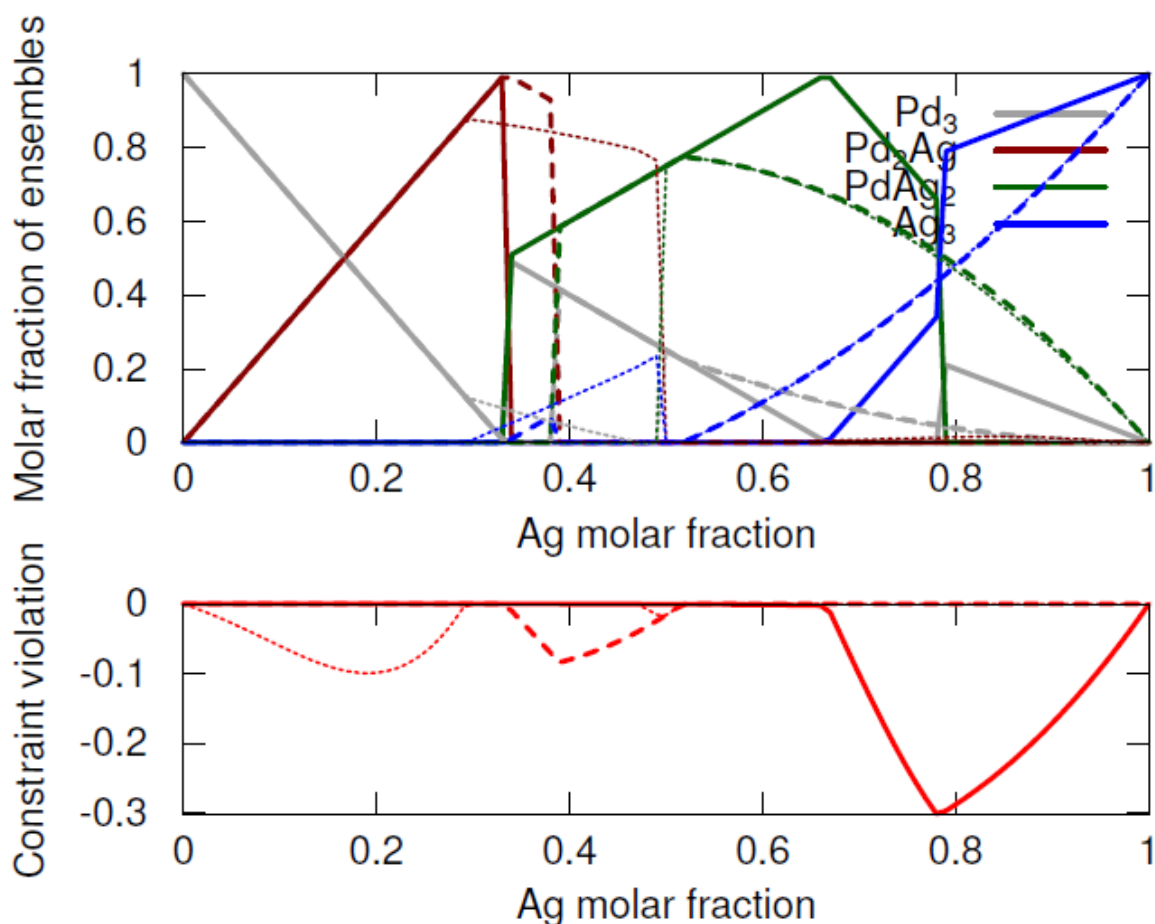 Molar fraction of ensembles
1
0.8
0.6
0.4
0.2
0
Pd₃
Pd₂Ag
PdAg₂
Ag₃
0 0.2 0.4 0.6 0.8 1
Ag molar fraction
Constraint violation
0
-0.1
-0.2
-0.3
0 0.2 0.4 0.6 0.8 1
Ag molar fraction